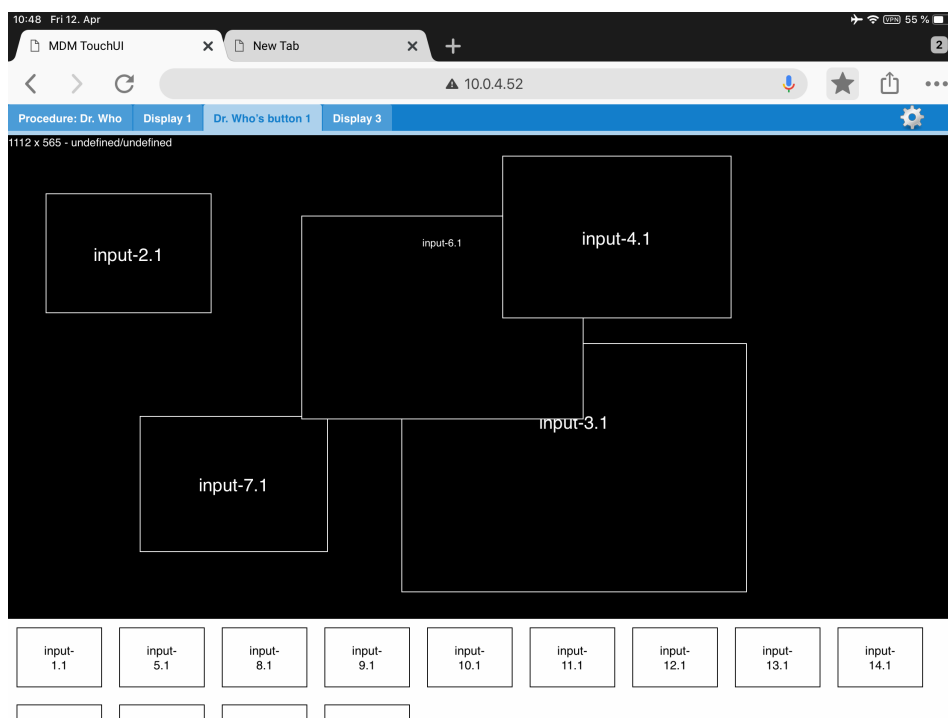 10:48 Fri 12. Apr VPN 55 %
MDM TouchUI New Tab 2
10.0.4.52
Procedure: Dr. Who Display 1 Dr. Who's button 1 Display 3
1112 x 565 - undefined/undefined
input-2.1
input-6.1
input-4.1
input-3.1
input-7.1
input-
1.1
input-
5.1
input-
8.1
input-
9.1
input-
10.1
input-
11.1
input-
12.1
input-
13.1
input-
14.1